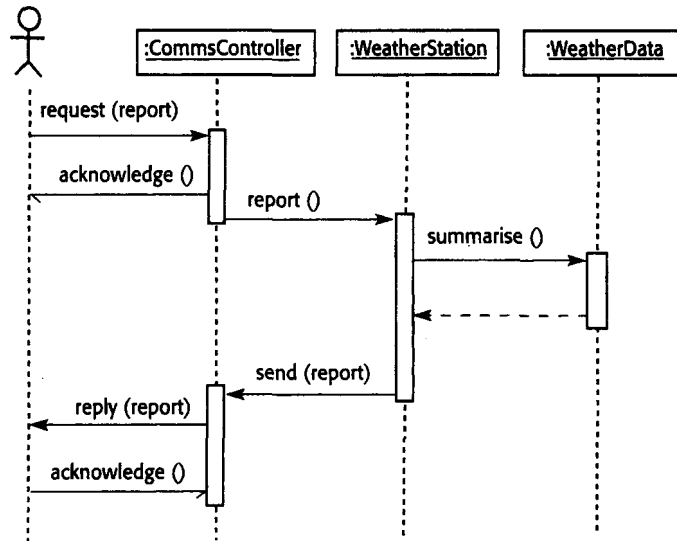 :CommsController
:WeatherStation
:WeatherData
request (report)
acknowledge ()
report ()
summarise ()
send (report)
reply (report)
acknowledge ()